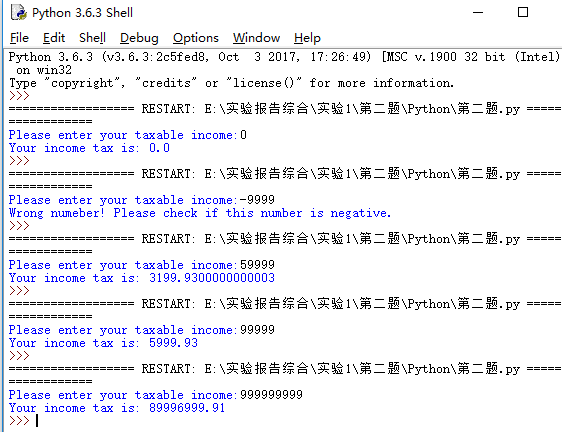 Python 3.6.3 Shell
File Edit Shell Debug Options Window Help
Python 3.6.3 (v3.6.3:2c5fed8, Oct  3 2017, 17:26:49) [MSC v.1900 32 bit (Intel)
 on win32
Type "copyright", "credits" or "license()" for more information.
>>>
================== RESTART: E:\实验报告综合\实验1\第二题\Python\第二题.py =====
============
Please enter your taxable income:0
Your income tax is: 0.0
>>>
================== RESTART: E:\实验报告综合\实验1\第二题\Python\第二题.py =====
============
Please enter your taxable income:-9999
Wrong numeber! Please check if this number is negative.
>>>
================== RESTART: E:\实验报告综合\实验1\第二题\Python\第二题.py =====
============
Please enter your taxable income:59999
Your income tax is: 3199.9300000000003
>>>
================== RESTART: E:\实验报告综合\实验1\第二题\Python\第二题.py =====
============
Please enter your taxable income:99999
Your income tax is: 5999.93
>>>
================== RESTART: E:\实验报告综合\实验1\第二题\Python\第二题.py =====
============
Please enter your taxable income:999999999
Your income tax is: 89996999.91
>>>